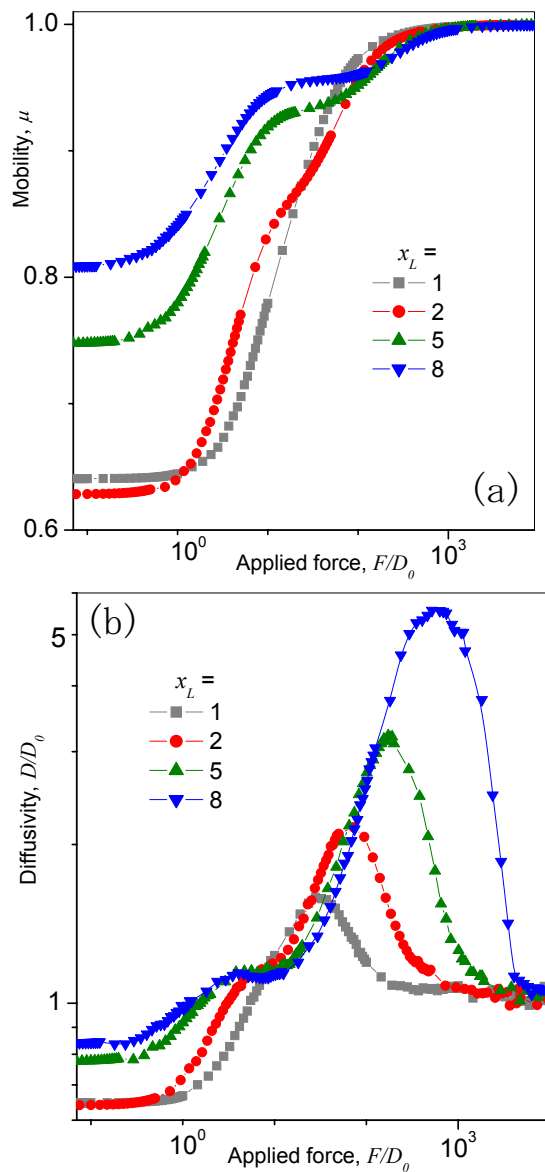 1.0
0.8
0.6
Mobility, μ
x_L =
1
2
5
8
(a)
10^0
10^3
Applied force, F/D_0
(b)
5
1
Diffusivity, D/D_0
x_L =
1
2
5
8
10^0
10^3
Applied force, F/D_0